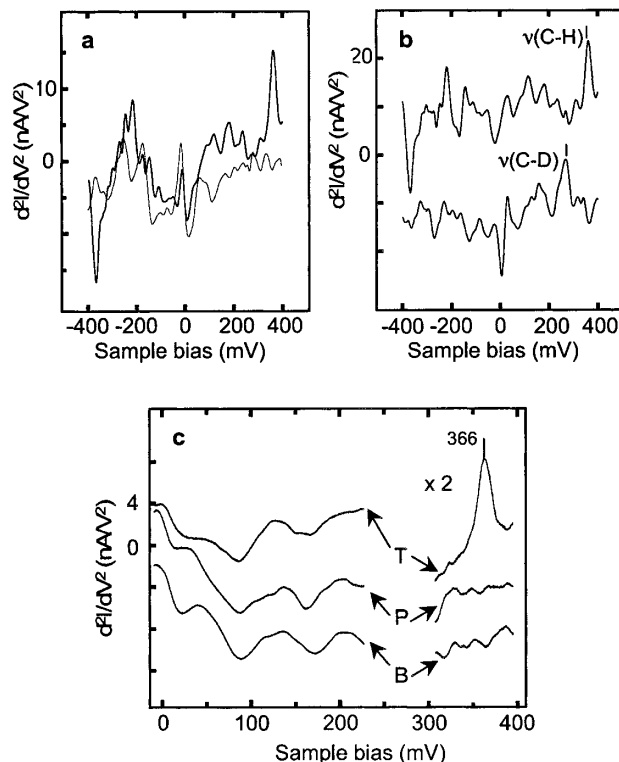 a
d²I/dV² (nA/V²)
10
0
-400 -200 0 200 400
Sample bias (mV)
b
ν(C-H)
ν(C-D)
d²I/dV² (nA/V²)
20
0
-400 -200 0 200 400
Sample bias (mV)
c
366
x 2
d²I/dV² (nA/V²)
4
0
T
P
B
0 100 200 300 400
Sample bias (mV)